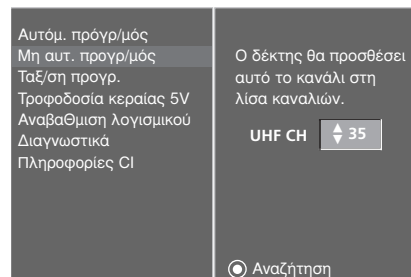 Αυτόμ. πρόγρ/μός
Μη αυτ. προγρ/μός
Ταξ/ση προγρ.
Τροφοδοσία κεραίας 5V
ΑναβαΘμιση λογισμικού
Διαγνωστικά
Πληροφορίες CI
Ο δέκτης θα προσθέσει
αυτό το κανάλι στη
λίσα καναλιών.
UHF CH 35
Αναζήτηση